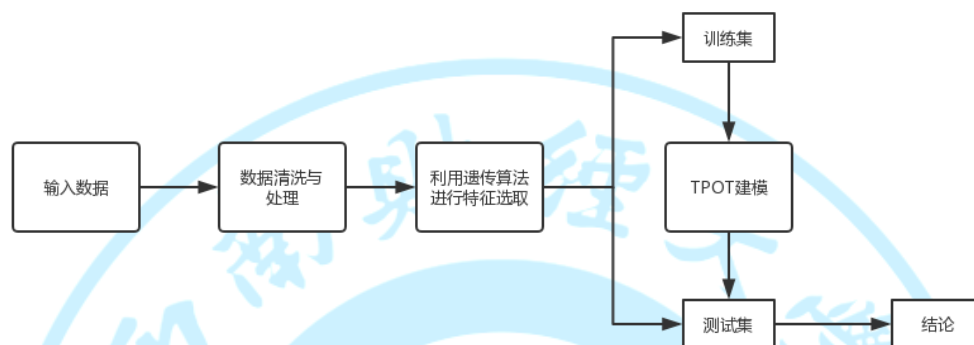 训练集
输入数据
数据清洗与
处理
利用遗传算法
进行特征选取
TPOT建模
测试集
结论